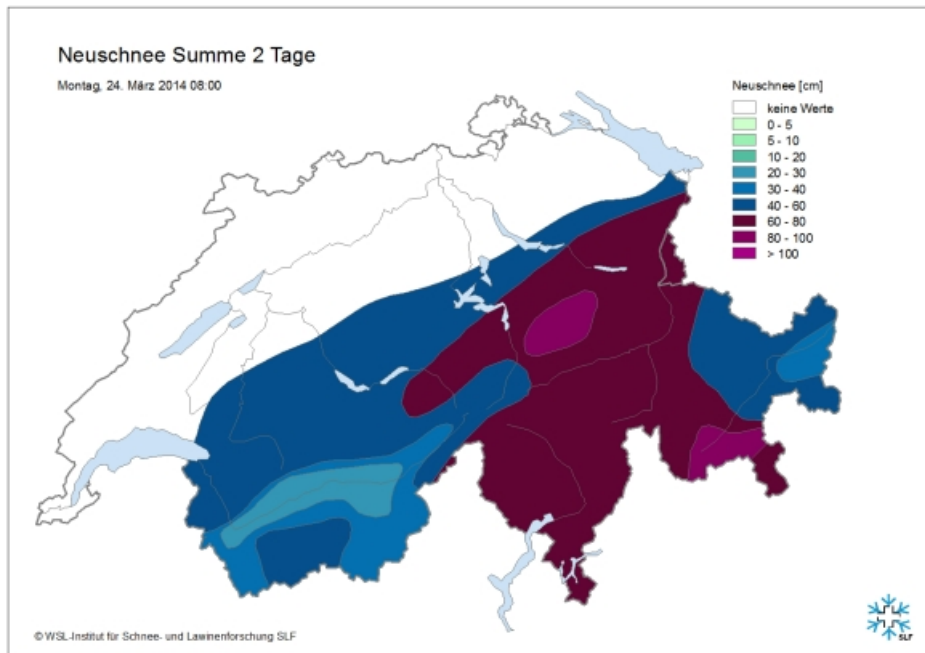 Neuschnee Summe 2 Tage
Montag, 24. März 2014 08:00
Neuschnee [cm]
keine Werte
0 - 5
5 - 10
10 - 20
20 - 30
30 - 40
40 - 60
60 - 80
80 - 100
> 100
© WSL-Institut für Schnee- und Lawinenforschung SLF
SLF